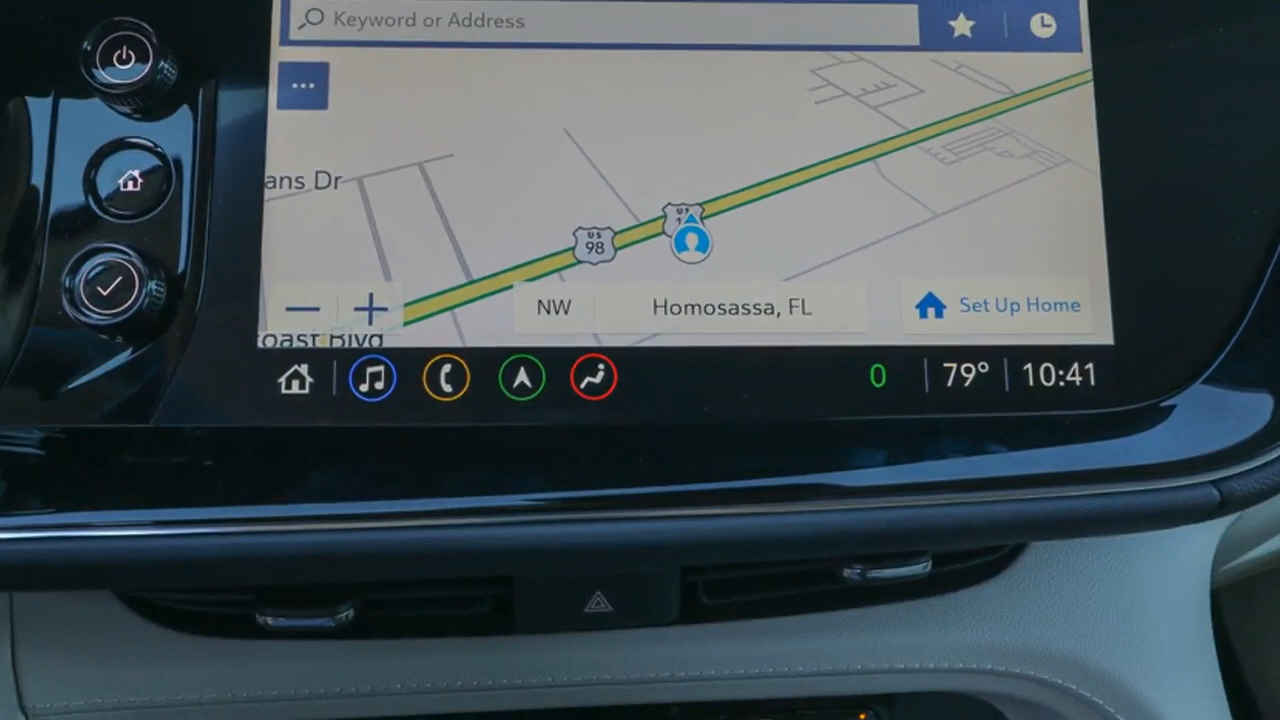 Keyword or Address
ans Dr
US
US
98
NW
Homosassa, FL
Set Up Home
oast Blvd
0
79°
10:41